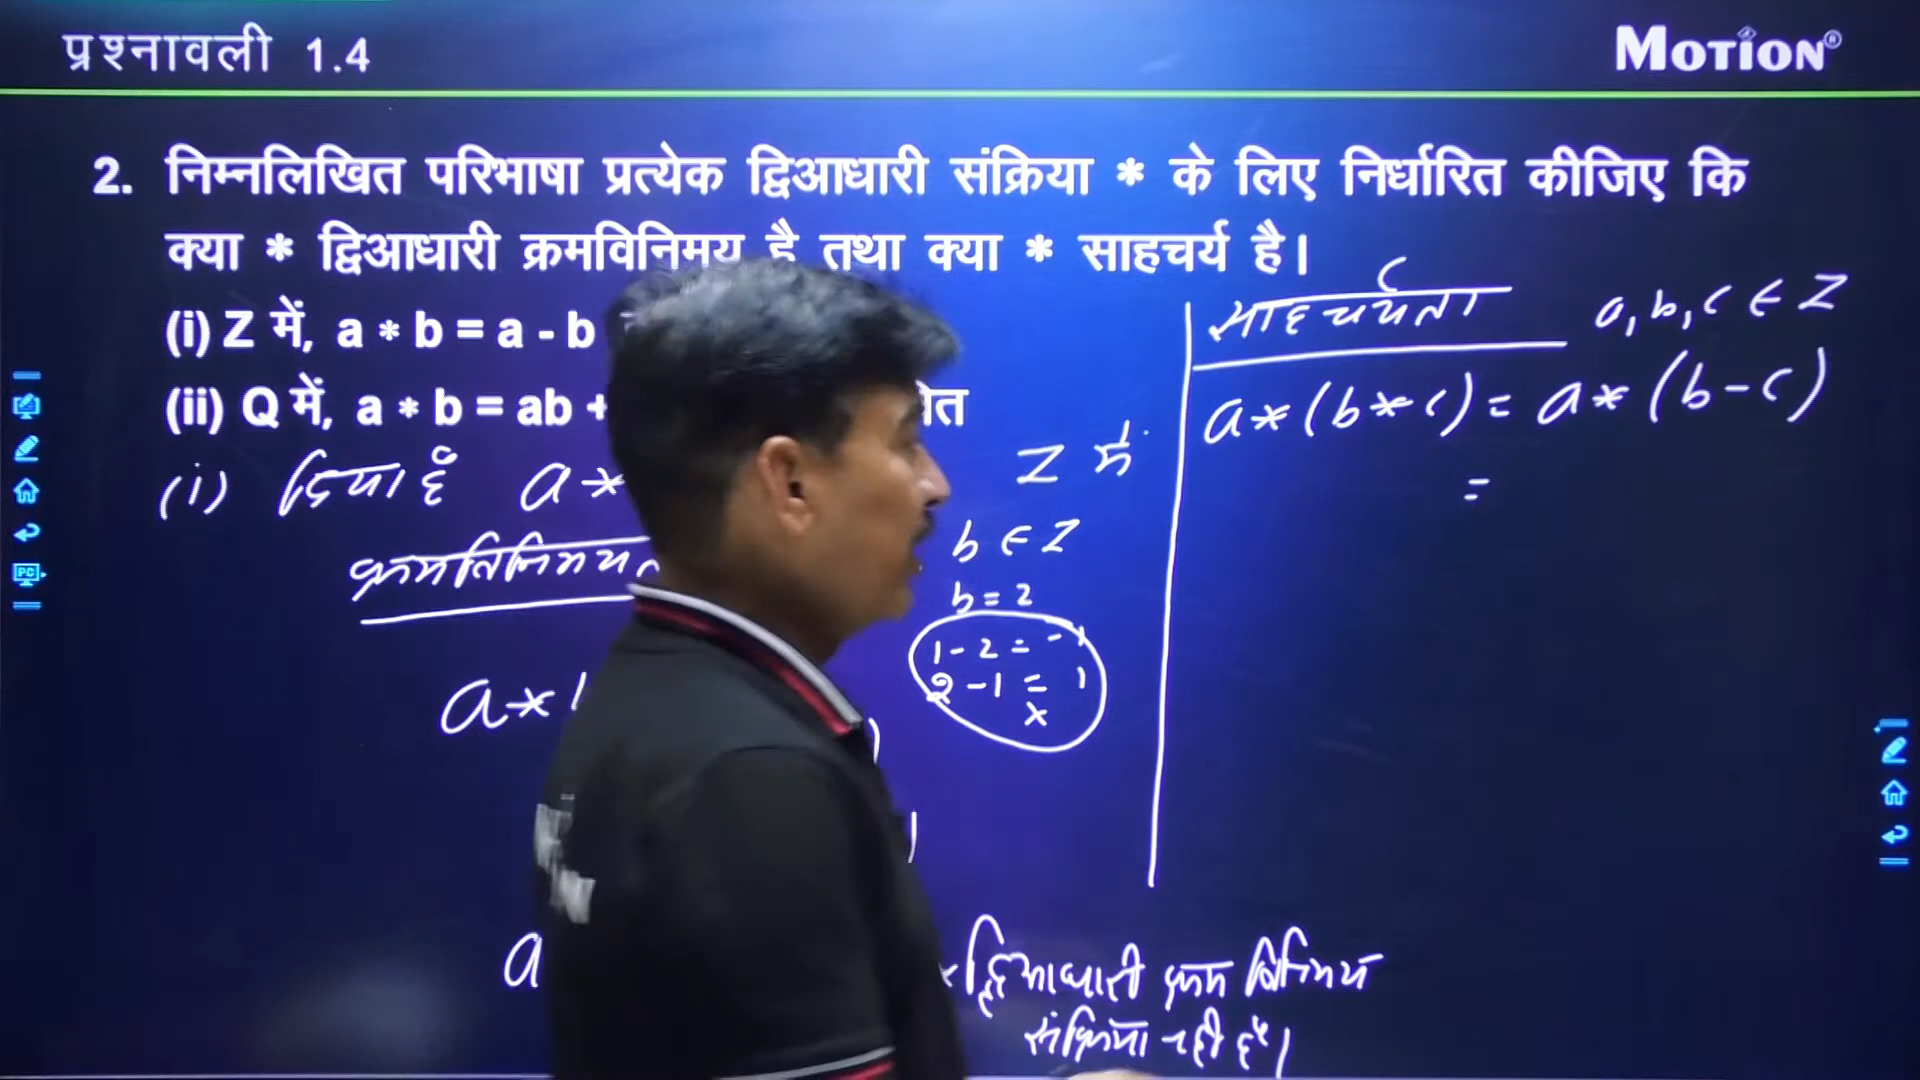 प्रश्नावली 1.4
MOTION®
2. निम्नलिखित परिभाषा प्रत्येक द्विआधारी संक्रिया * के लिए निर्धारित कीजिए कि
क्या * द्विआधारी क्रमविनिमय है तथा क्या * साहचर्य है।
(i) Z में, a * b = a - b
(ii) Q में, a * b = ab +
(i) दिया है a *
Z में
क्रमविनिमय
b ∈ Z
b = 2
1 - 2 = -1
2 - 1 = 1
x
a *
a
द्विआधारी क्रम विनिमय
संक्रिया नही है।
साहचर्यता a, b, c ∈ Z
a * (b * c) = a * (b - c)
=
PC